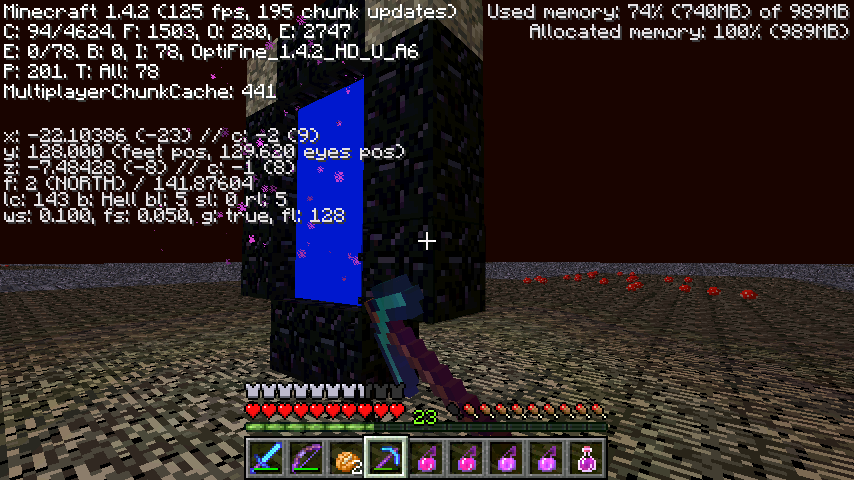 Minecraft 1.4.2 (125 fps, 195 chunk updates)
C: 94/4624. F: 1503, O: 280, E: 2747
E: 0/78. B: 0, I: 78, OptiFine_1.4.2_HD_U_A6
P: 201. T: All: 78
MultiplayerChunkCache: 441
x: -22.10386 (-23) // c: -2 (9)
y: 128.000 (feet pos, 129.620 eyes pos)
z: -7.48428 (-8) // c: -1 (8)
f: 2 (NORTH) / 141.87604
lc: 143 b: Hell bl: 5 sl: 0 rl: 5
ws: 0.100, fs: 0.050, g: true, fl: 128
Used memory: 74% (740MB) of 989MB
Allocated memory: 100% (989MB)
23
2